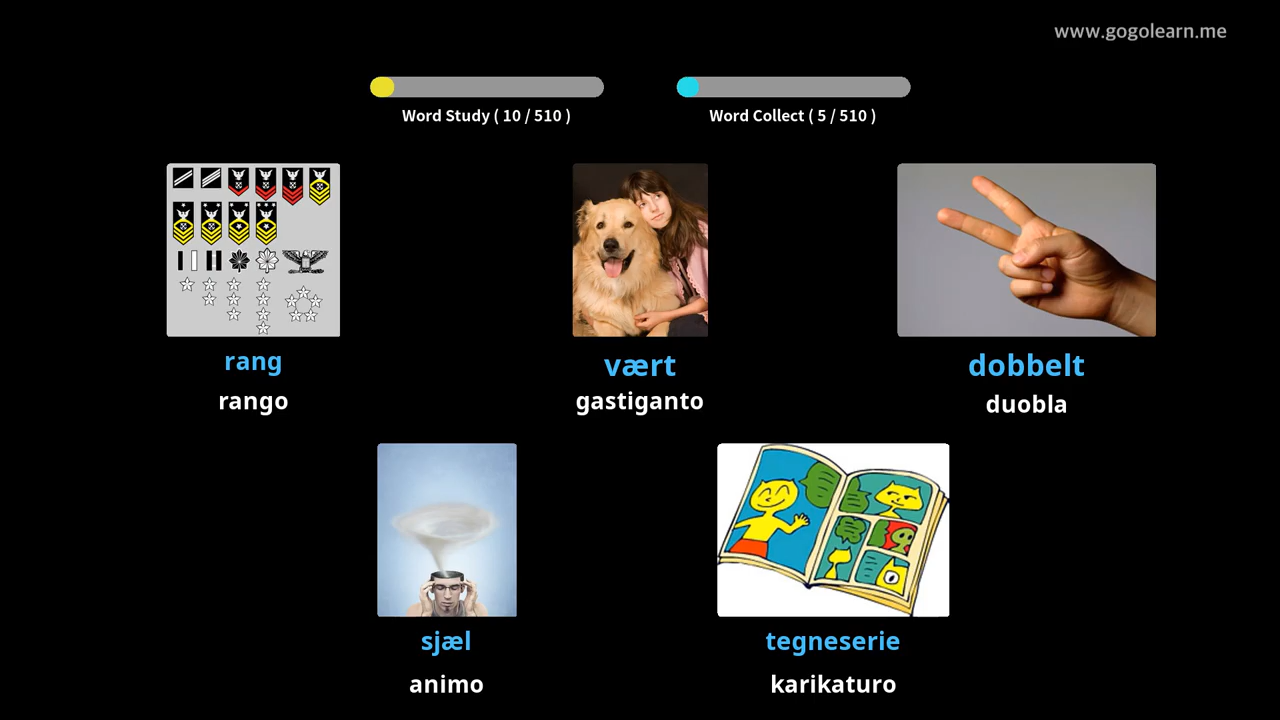 www.gogolearn.me
Word Study ( 10 / 510 )
Word Collect ( 5 / 510 )
rang
rango
vært
gastiganto
dobbelt
duobla
sjæl
animo
tegneserie
karikaturo